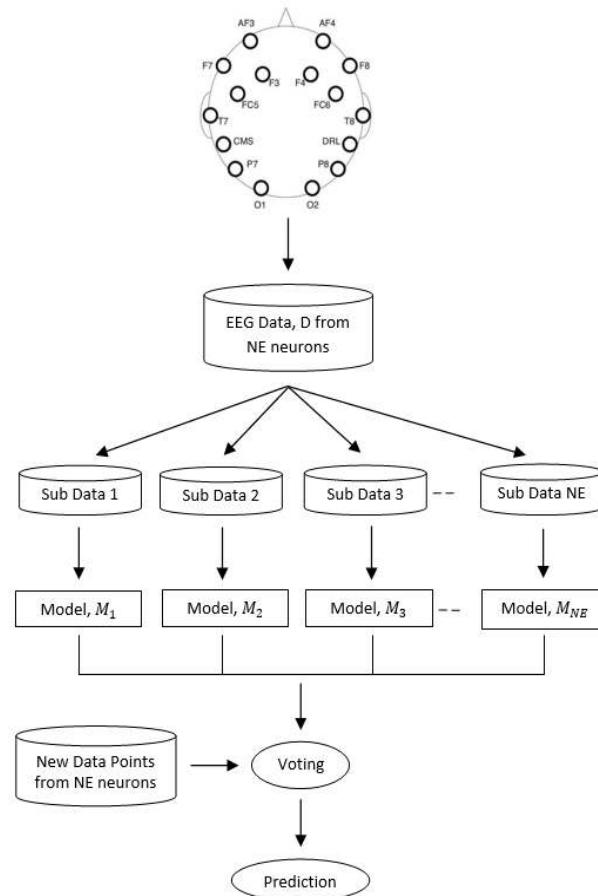 AF3 AF4
F7 F8
F3 F4
FC5 FC6
T7 T8
CMS DRL
P7 P8
O1 O2
EEG Data, D from
NE neurons
Sub Data 1 Sub Data 2 Sub Data 3 -- Sub Data NE
Model, M₁ Model, M₂ Model, M₃ -- Model, M_NE
New Data Points
from NE neurons
Voting
Prediction